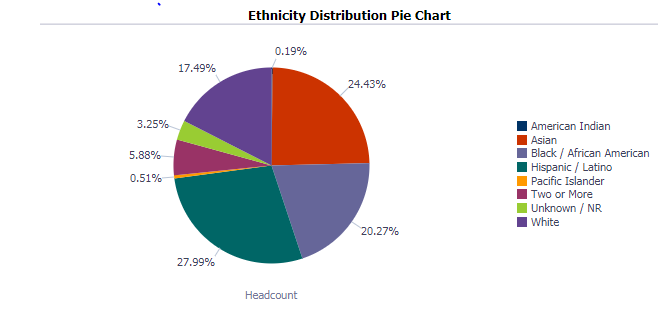 Ethnicity Distribution Pie Chart
0.19%
24.43%
20.27%
27.99%
0.51%
5.88%
3.25%
17.49%
American Indian
Asian
Black / African American
Hispanic / Latino
Pacific Islander
Two or More
Unknown / NR
White
Headcount